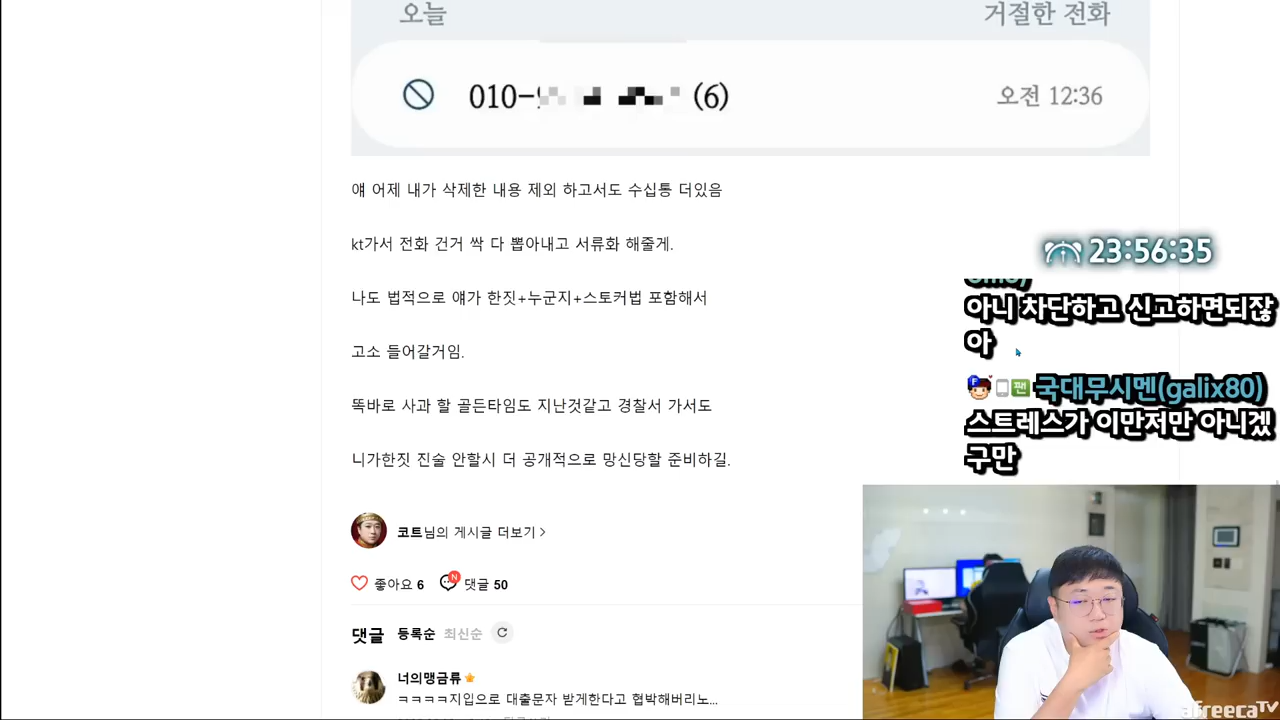 오늘
거절한 전화
010-
(6)
오전 12:36
얘 어제 내가 삭제한 내용 제외 하고서도 수십통 더있음
kt가서 전화 건거 싹 다 뽑아내고 서류화 해줄게.
나도 법적으로 얘가 한짓+누군지+스토커법 포함해서
고소 들어갈거임.
똑바로 사과 할 골든타임도 지난것같고 경찰서 가서도
니가한짓 진술 안할시 더 공개적으로 망신당할 준비하길.
코트님의 게시글 더보기 >
좋아요 6
N
댓글 50
댓글 등록순 최신순
너의맹금류
ㅋㅋㅋㅋ지입으로 대출문자 받게한다고 협박해버리노...
23:56:35
아니 차단하고 신고하면되잖
아
F
팬
국대무시멘(galix80)
스트레스가 이만저만 아니겠
구만
afreecaTV